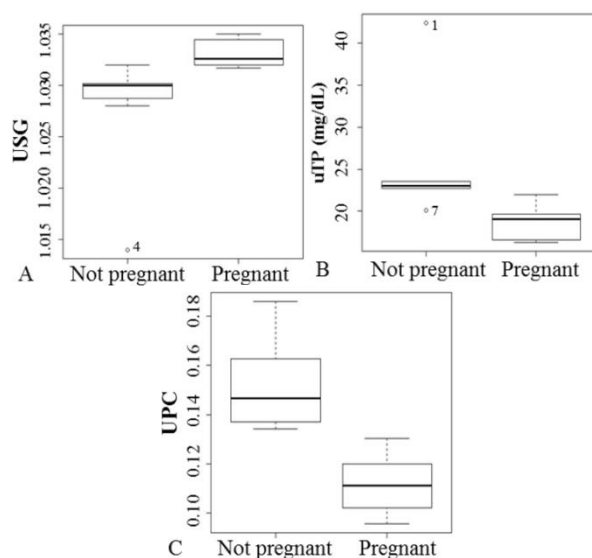 USG
1.035
1.030
1.025
1.020
1.015
4
A
Not pregnant
Pregnant
uTP (mg/dL)
40
35
30
25
20
1
7
B
Not pregnant
Pregnant
UPC
0.18
0.16
0.14
0.12
0.10
C
Not pregnant
Pregnant